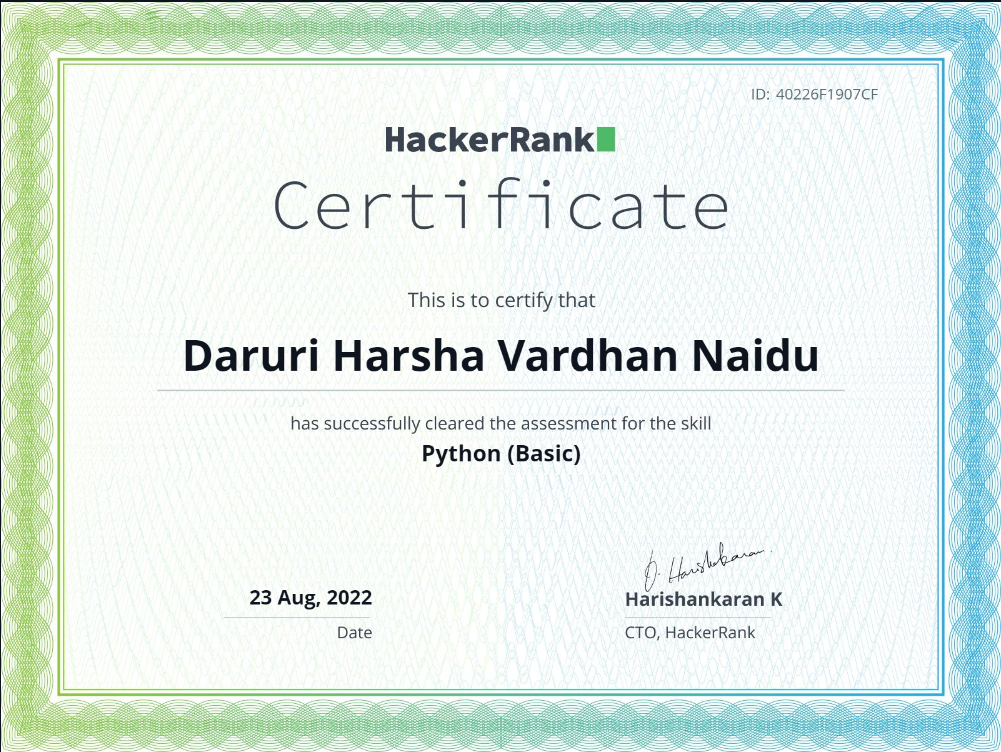 ID: 40226F1907CF
HackerRank
Certificate
This is to certify that
Daruri Harsha Vardhan Naidu
has successfully cleared the assessment for the skill
Python (Basic)
23 Aug, 2022
Date
Harishankaran K
CTO, HackerRank